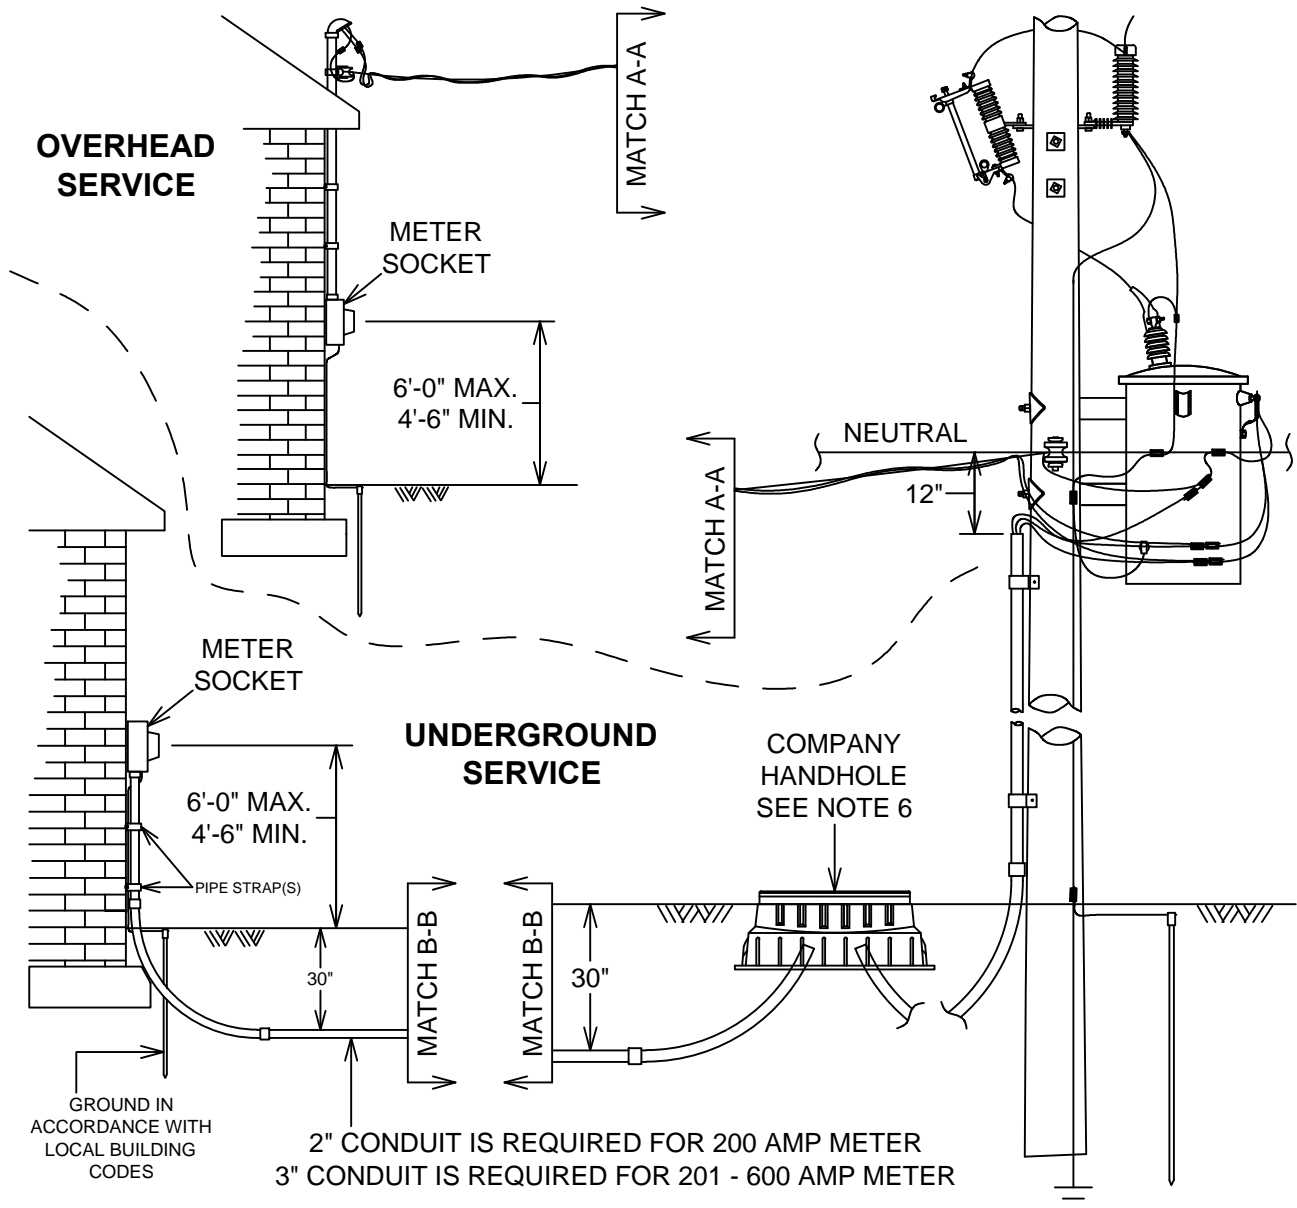 OVERHEAD
SERVICE
MATCH A-A
METER
SOCKET
6'-0" MAX.
4'-6" MIN.
NEUTRAL
12"
MATCH A-A
METER
SOCKET
UNDERGROUND
SERVICE
COMPANY
HANDHOLE
SEE NOTE 6
6'-0" MAX.
4'-6" MIN.
PIPE STRAP(S)
30"
MATCH B-B
MATCH B-B
30"
GROUND IN
ACCORDANCE WITH
LOCAL BUILDING
CODES
2" CONDUIT IS REQUIRED FOR 200 AMP METER
3" CONDUIT IS REQUIRED FOR 201 - 600 AMP METER